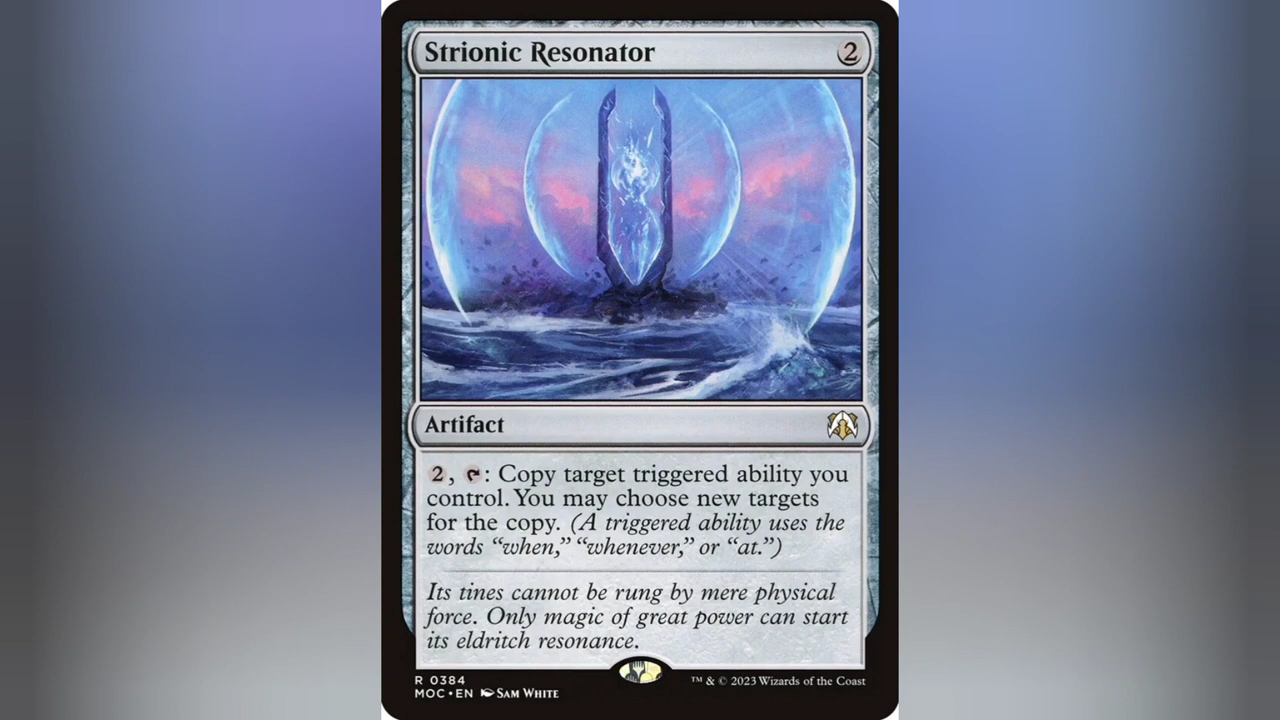 Strionic Resonator 2
Artifact
2, : Copy target triggered ability you
control. You may choose new targets
for the copy. (A triggered ability uses the
words “when,” “whenever,” or “at.”)
Its tines cannot be rung by mere physical
force. Only magic of great power can start
its eldritch resonance.
R 0384
MOC • EN SAM WHITE
™ & © 2023 Wizards of the Coast